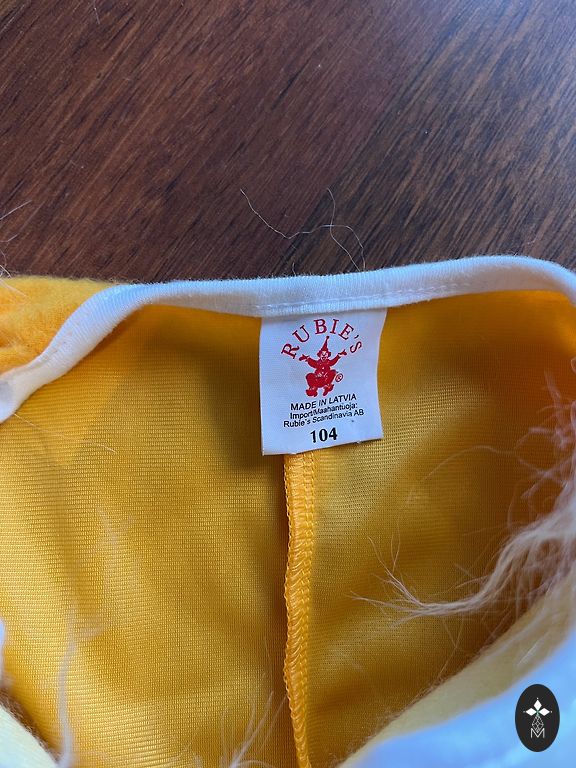 RUBIE'S
®
MADE IN LATVIA
Import/Maahantuoja:
Rubie's Scandinavia AB
104
M